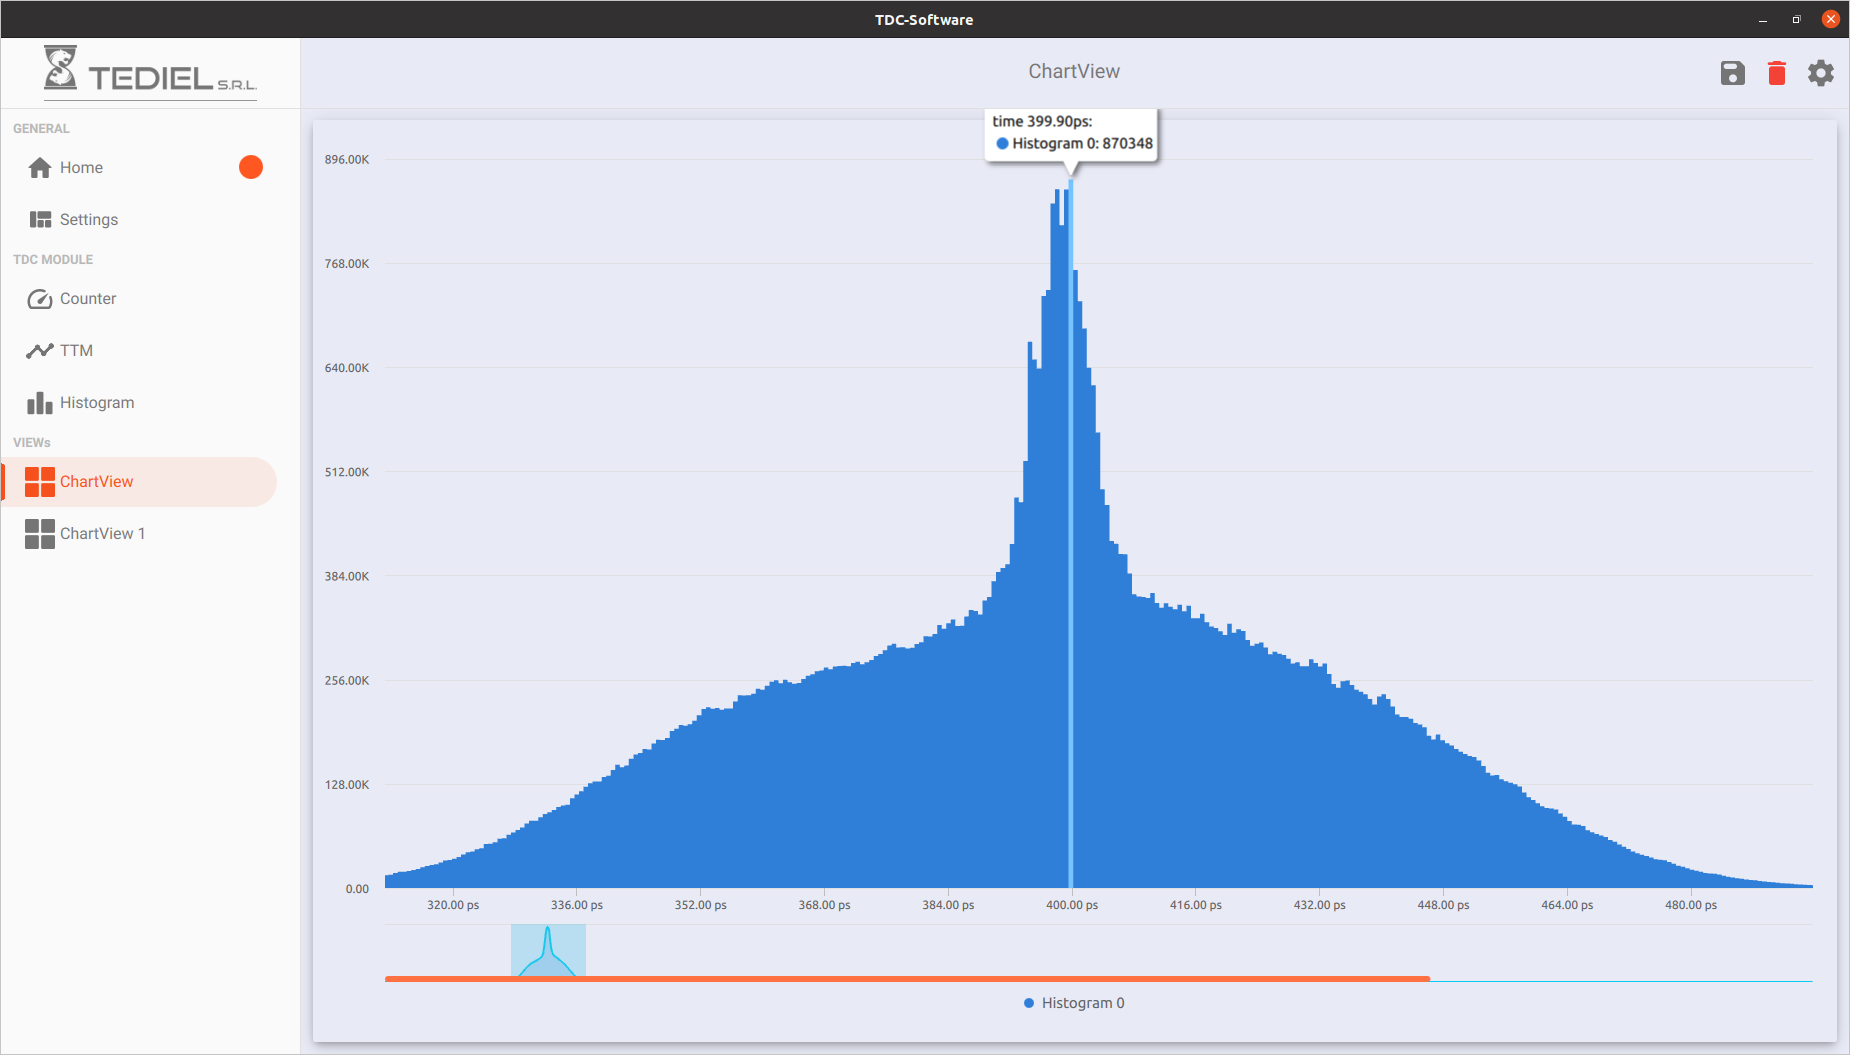 TDC-Software
TEDIEL S.R.L.
ChartView
GENERAL
Home
Settings
TDC MODULE
Counter
TTM
Histogram
VIEWs
ChartView
ChartView 1
time 399.90ps:
Histogram 0: 870348
896.00K
768.00K
640.00K
512.00K
384.00K
256.00K
128.00K
0.00
320.00 ps 336.00 ps 352.00 ps 368.00 ps 384.00 ps 400.00 ps 416.00 ps 432.00 ps 448.00 ps 464.00 ps 480.00 ps
Histogram 0